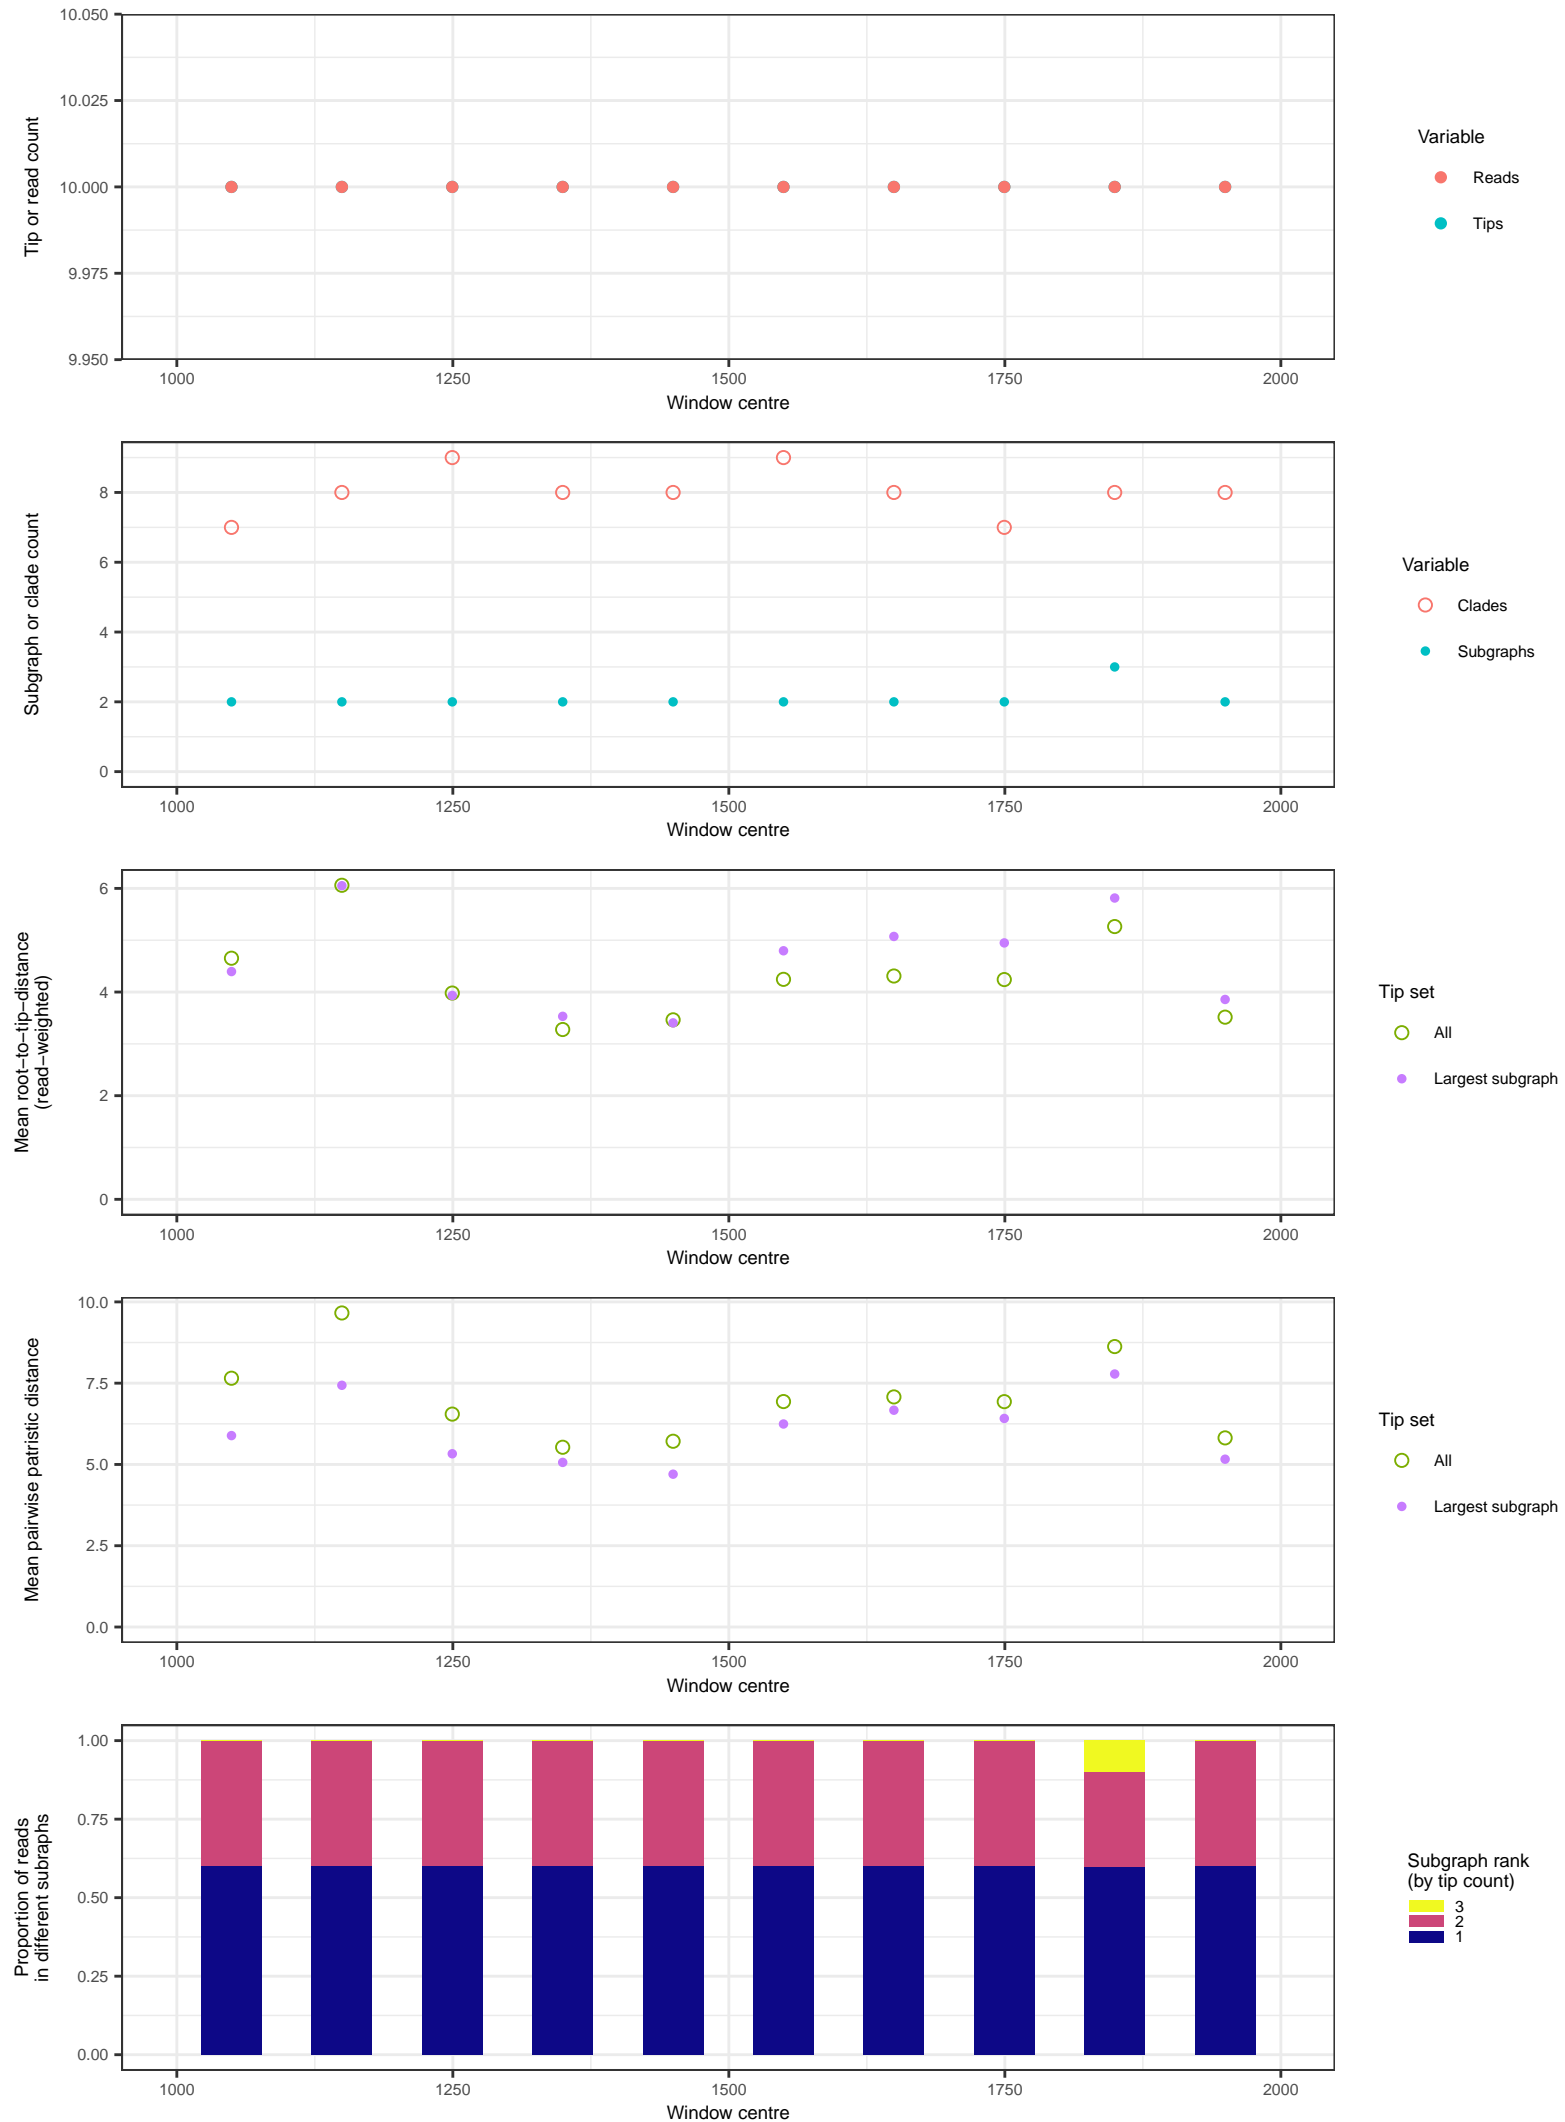 10.050
10.025
10.000
9.975
9.950
Tip or read count
1000 1250 1500 1750 2000
Window centre
Variable
Reads
Tips
8
6
4
2
0
Subgraph or clade count
1000 1250 1500 1750 2000
Window centre
Variable
Clades
Subgraphs
6
4
2
0
Mean root−to−tip−distance
(read−weighted)
1000 1250 1500 1750 2000
Window centre
Tip set
All
Largest subgraph
10.0
7.5
5.0
2.5
0.0
Mean pairwise patristic distance
1000 1250 1500 1750 2000
Window centre
Tip set
All
Largest subgraph
1.00
0.75
0.50
0.25
0.00
Proportion of reads
in different subraphs
1000 1250 1500 1750 2000
Window centre
Subgraph rank
(by tip count)
3
2
1